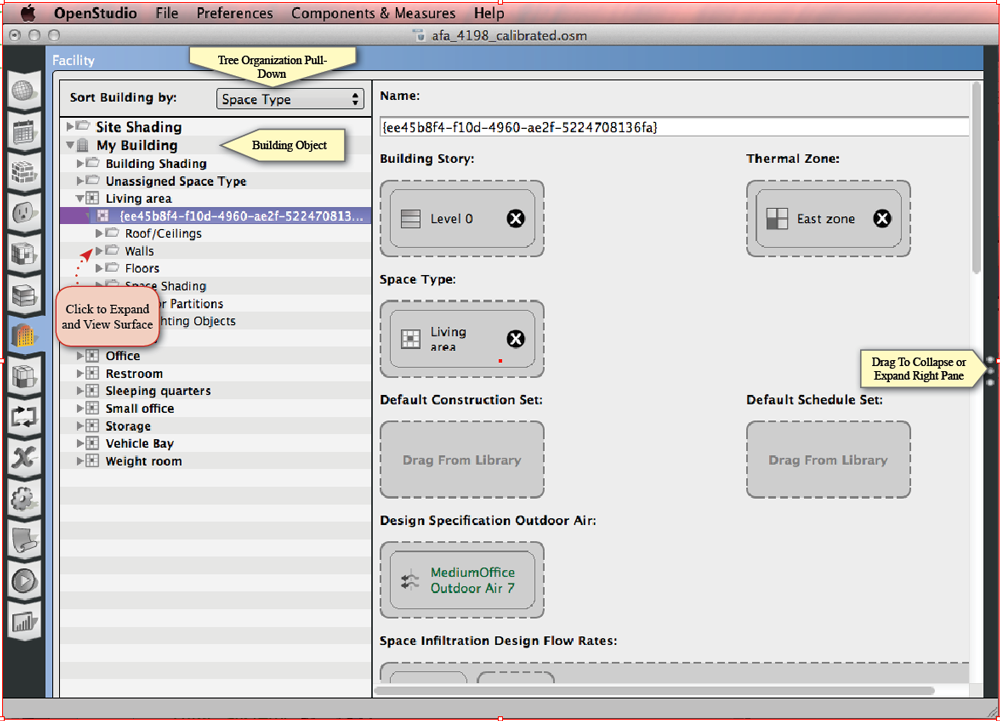 OpenStudio File Preferences Components & Measures Help
afa_4198_calibrated.osm
Facility
Tree Organization Pull-
Down
Sort Building by:
Space Type
Site Shading
My Building
Building Object
Building Shading
Unassigned Space Type
Living area
{ee45b8f4-f10d-4960-ae2f-522470813...
Roof/Ceilings
Walls
Floors
Space Shading
r Partitions
hting Objects
Click to Expand
and View Surface
Office
Restroom
Sleeping quarters
Small office
Storage
Vehicle Bay
Weight room
Name:
{ee45b8f4-f10d-4960-ae2f-5224708136fa}
Building Story:
Thermal Zone:
Level 0
East zone
Space Type:
Living
area
Drag To Collapse or
Expand Right Pane
Default Construction Set:
Default Schedule Set:
Drag From Library
Drag From Library
Design Specification Outdoor Air:
MediumOffice
Outdoor Air 7
Space Infiltration Design Flow Rates: